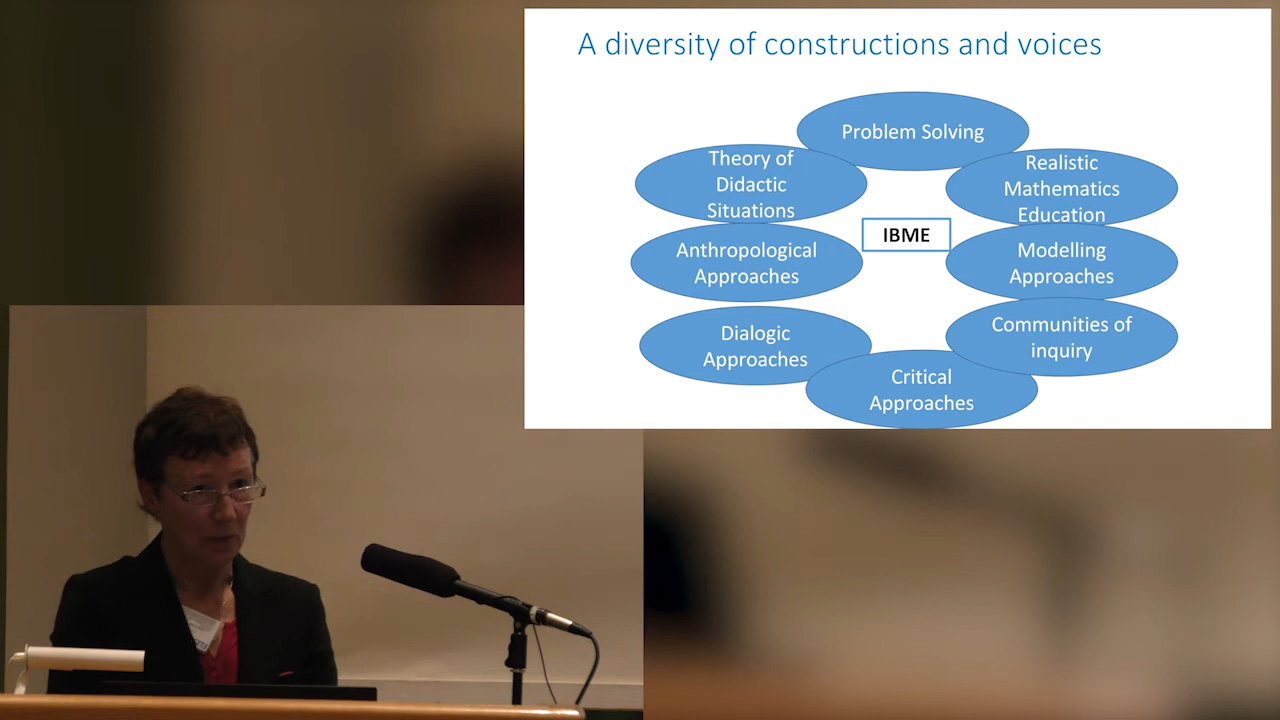 A diversity of constructions and voices
Problem Solving
Theory of
Didactic
Situations
Realistic
Mathematics
Education
IBME
Anthropological
Approaches
Modelling
Approaches
Dialogic
Approaches
Communities of
inquiry
Critical
Approaches